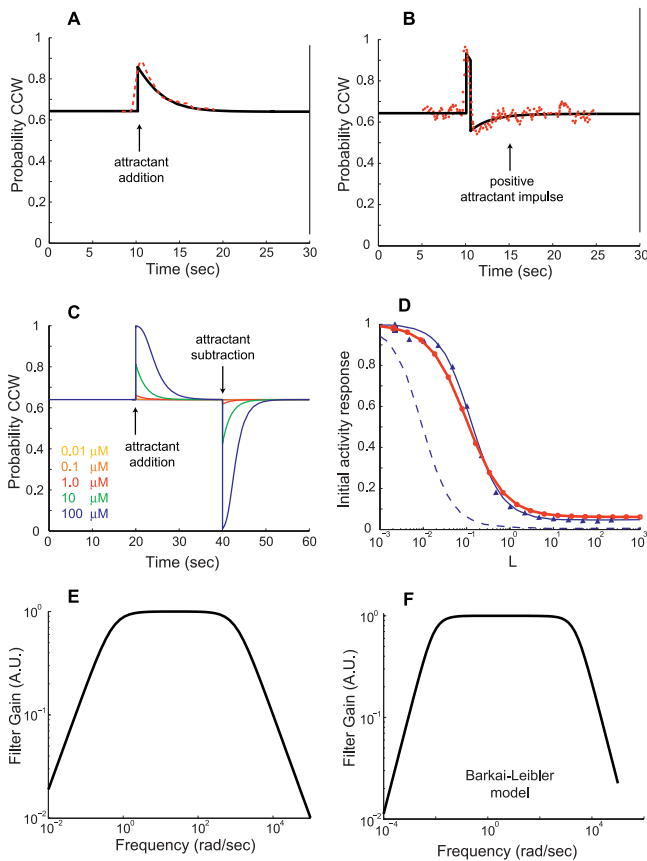 A
Probability CCW
1
0.8
0.6
0.4
0.2
0
attractant
addition
0 5 10 15 20 25 30
Time (sec)
B
Probability CCW
1
0.8
0.6
0.4
0.2
0
positive
attractant impulse
0 5 10 15 20 25 30
Time (sec)
C
Probability CCW
1
0.8
0.6
0.4
0.2
0
attractant
subtraction
attractant
addition
0.01 μM
0.1 μM
1.0 μM
10 μM
100 μM
0 10 20 30 40 50 60
Time (sec)
D
Initial activity response
1
0.8
0.6
0.4
0.2
0
10⁻³ 10⁻² 10⁻¹ 1 10¹ 10² 10³
L
E
Filter Gain (A.U.)
10⁰
10⁻¹
10⁻²
10⁻² 10⁰ 10² 10⁴
Frequency (rad/sec)
F
Filter Gain (A.U.)
10⁰
10⁻¹
10⁻²
Barkai-Leibler
model
10⁻⁴ 10⁰ 10⁴
Frequency (rad/sec)